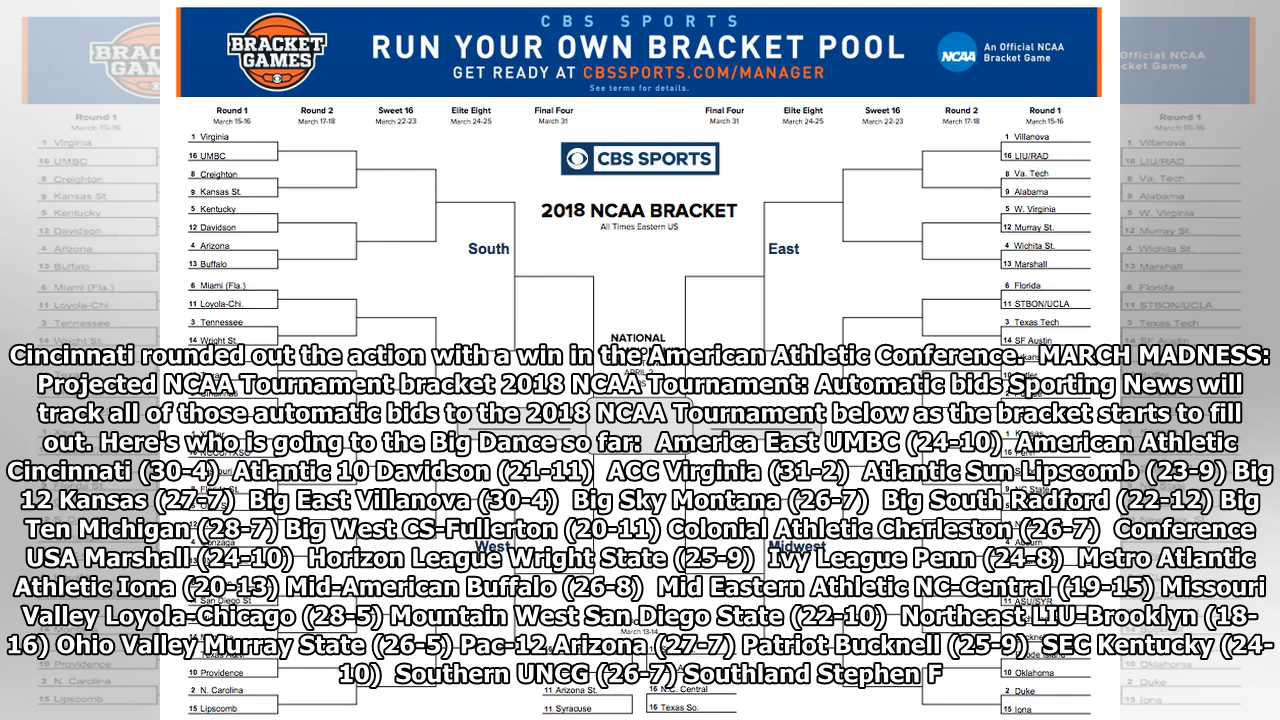 CBS SPORTS
BRACKET GAMES
RUN YOUR OWN BRACKET POOL
GET READY AT CBSSPORTS.COM/MANAGER
See terms for details.
NCAA
An Official NCAA
Bracket Game
Round 1 Round 2 Sweet 16 Elite Eight Final Four Final Four Elite Eight Sweet 16 Round 2 Round 1
March 15-16 March 17-18 March 22-23 March 24-25 March 31 March 31 March 24-25 March 22-23 March 17-18 March 15-16
CBS SPORTS
2018 NCAA BRACKET
All Times Eastern US
1 Virginia
16 UMBC
8 Creighton
9 Kansas St.
5 Kentucky
12 Davidson
4 Arizona
13 Buffalo
6 Miami (Fla.)
11 Loyola-Chi.
3 Tennessee
14 Wright St.
South
East
1 Villanova
16 LIU/RAD
8 Va. Tech
9 Alabama
5 W. Virginia
12 Murray St.
4 Wichita St.
13 Marshall
6 Florida
11 STBON/UCLA
3 Texas Tech
14 SF Austin
NATIONAL
Cincinnati rounded out the action with a win in the American Athletic Conference. MARCH MADNESS:
Projected NCAA Tournament bracket 2018 NCAA Tournament: Automatic bids Sporting News will
track all of those automatic bids to the 2018 NCAA Tournament below as the bracket starts to fill
out. Here's who is going to the Big Dance so far: America East UMBC (24-10) American Athletic
Cincinnati (30-4) Atlantic 10 Davidson (21-11) ACC Virginia (31-2) Atlantic Sun Lipscomb (23-9) Big
12 Kansas (27-7) Big East Villanova (30-4) Big Sky Montana (26-7) Big South Radford (22-12) Big
Ten Michigan (28-7) Big West CS-Fullerton (20-11) Colonial Athletic Charleston (26-7) Conference
USA Marshall (24-10) Horizon League Wright State (25-9) Ivy League Penn (24-8) Metro Atlantic
Athletic Iona (20-13) Mid-American Buffalo (26-8) Mid Eastern Athletic NC-Central (19-15) Missouri
Valley Loyola-Chicago (28-5) Mountain West San Diego State (22-10) Northeast LIU-Brooklyn (18-
16) Ohio Valley Murray State (26-5) Pac-12 Arizona (27-7) Patriot Bucknell (25-9) SEC Kentucky (24-
10) Southern UNCG (26-7) Southland Stephen F
West
Midwest
10 Providence
2 N. Carolina
15 Lipscomb
11 Arizona St.
11 Syracuse
16 N.C. Central
16 Texas So.
10 Oklahoma
2 Duke
15 Iona